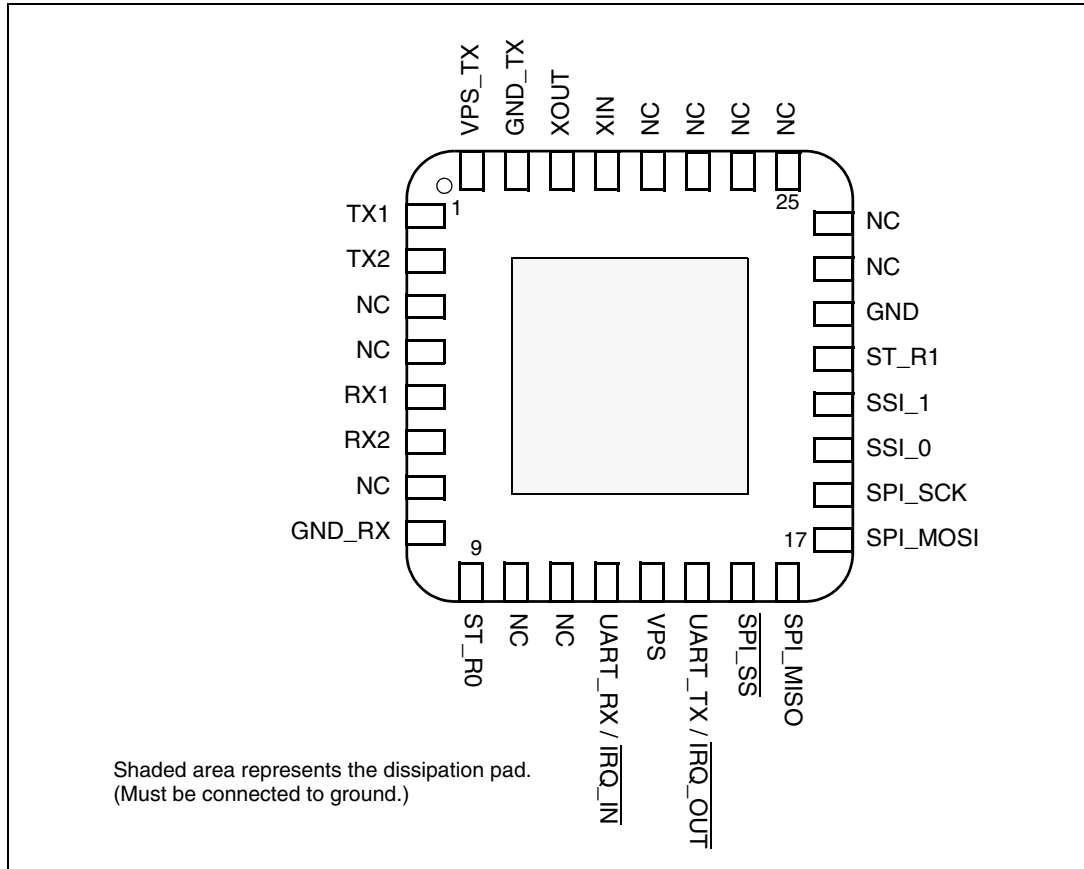 VPS_TX
GND_TX
XOUT
XIN
NC
NC
NC
NC
1
25
TX1
TX2
NC
NC
RX1
RX2
NC
GND_RX
NC
NC
GND
ST_R1
SSI_1
SSI_0
SPI_SCK
SPI_MOSI
9
17
ST_R0
NC
NC
UART_RX / IRQ_IN
VPS
UART_TX / IRQ_OUT
SPI_SS
SPI_MISO
Shaded area represents the dissipation pad.
(Must be connected to ground.)